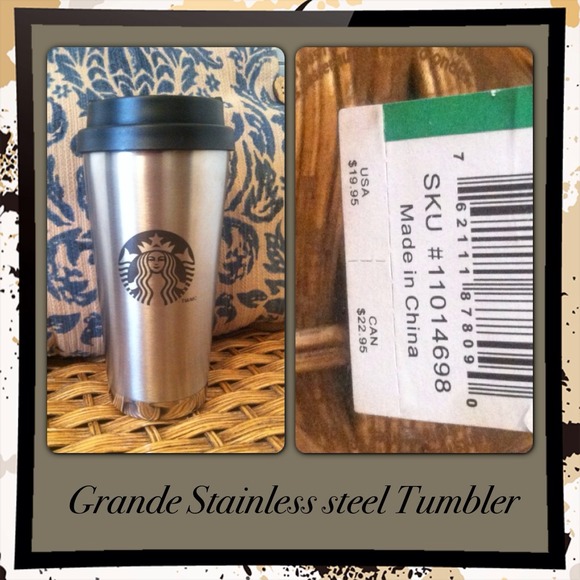 USA
$19.95
CAN
$22.95
SKU #11014698
Made in China
7 62111 87809 0
Grande Stainless steel Tumbler